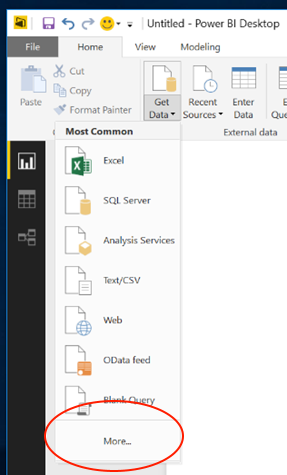 Untitled - Power BI Desktop
File Home View Modeling
Paste
Cut
Copy
Format Painter
Get Data
Recent Sources
Enter Data
External data
Most Common
Excel
SQL Server
Analysis Services
Text/CSV
Web
OData feed
Blank Query
More...